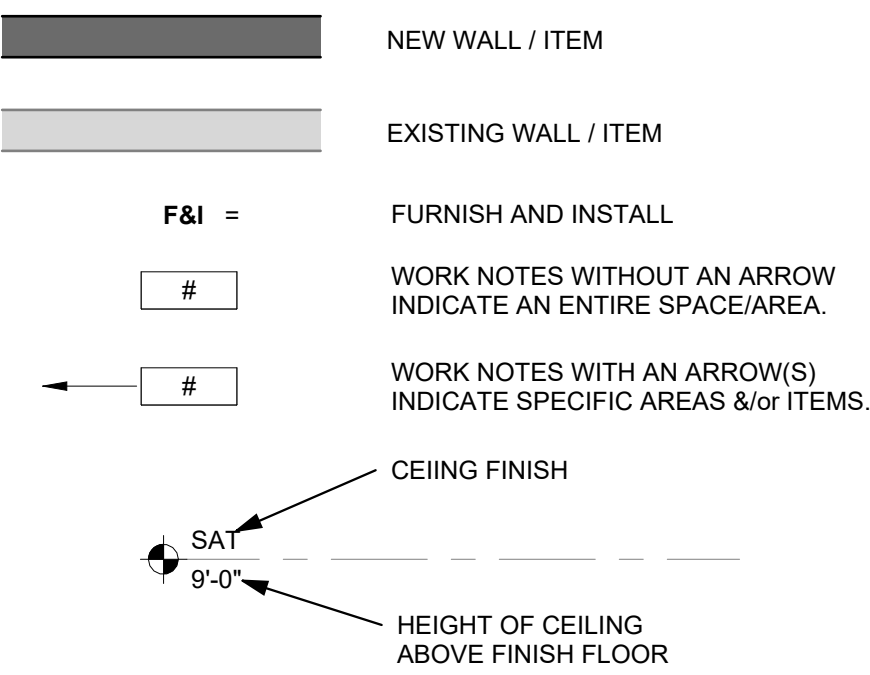 NEW WALL / ITEM
EXISTING WALL / ITEM
F&I = FURNISH AND INSTALL
# WORK NOTES WITHOUT AN ARROW
INDICATE AN ENTIRE SPACE/AREA.
# WORK NOTES WITH AN ARROW(S)
INDICATE SPECIFIC AREAS &/or ITEMS.
CEIING FINISH
SAT
9'-0"
HEIGHT OF CEILING
ABOVE FINISH FLOOR